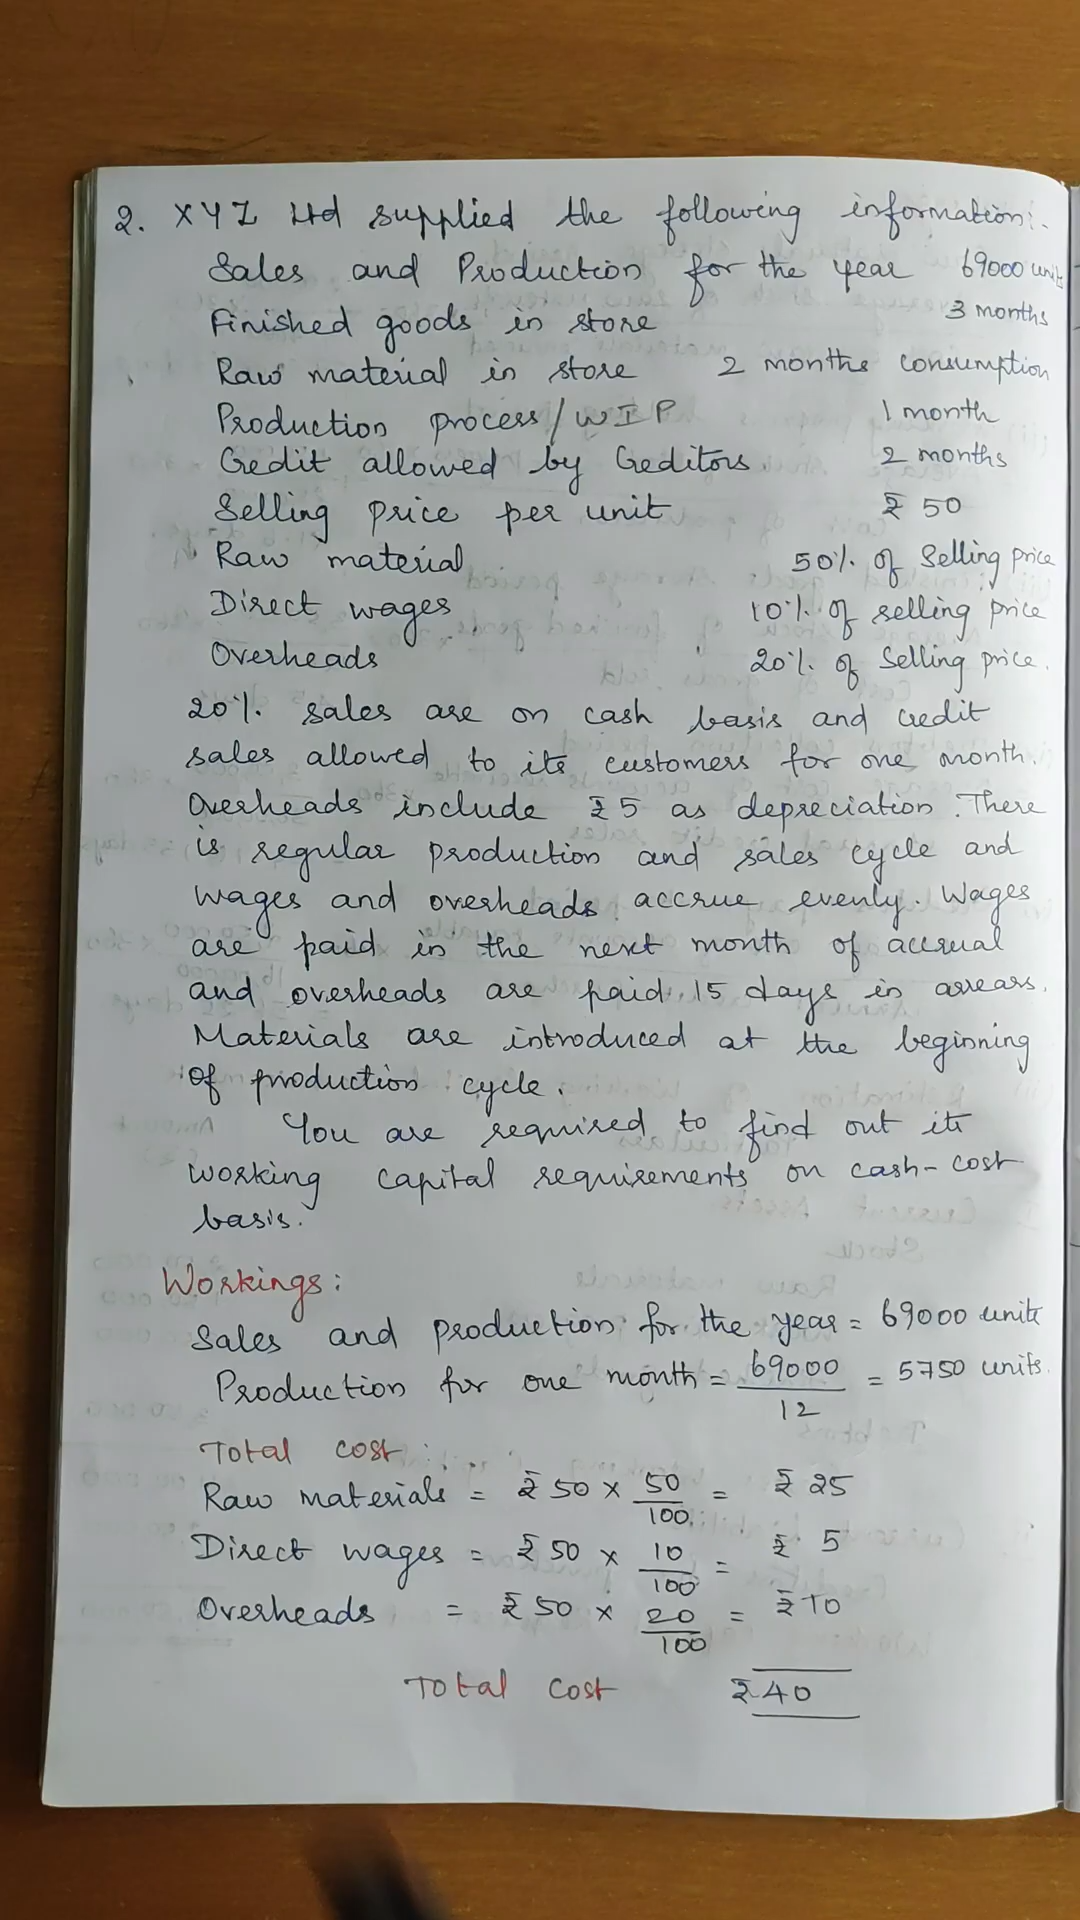 2. XYZ Ltd supplied the following information:-
Sales and Production for the year 69000 units
Finished goods in store 3 months
Raw material in store 2 months consumption
Production process/WIP 1 month
Credit allowed by Creditors. 2 months
Selling price per unit ₹ 50
Raw material 50% of Selling price
Direct wages 10% of selling price
Overheads 20% of Selling price.
20% sales are on cash basis and credit
sales allowed to its customers for one month.
Overheads include ₹5 as depreciation. There
is regular production and sales cycle and
wages and overheads accrue evenly. Wages
are paid in the next month of accrual
and overheads are paid 15 days in arrears.
Materials are introduced at the beginning
of production cycle.
You are required to find out its
working capital requirements on cash-cost
basis.
Workings:
Sales and production for the year = 69000 units
Production for one month = 69000/12 = 5750 units.
Total cost:
Raw materials = ₹ 50 × 50/100 = ₹ 25
Direct wages = ₹ 50 × 10/100 = ₹ 5
Overheads = ₹ 50 × 20/100 = ₹ 10
Total cost ₹ 40